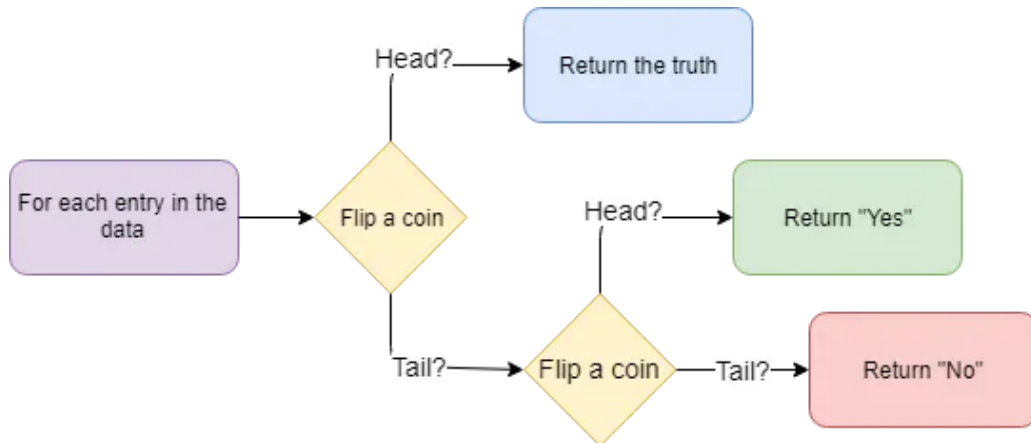 Head?
Return the truth
For each entry in the
data
Flip a coin
Head?
Return "Yes"
Tail?
Flip a coin
Tail?
Return "No"